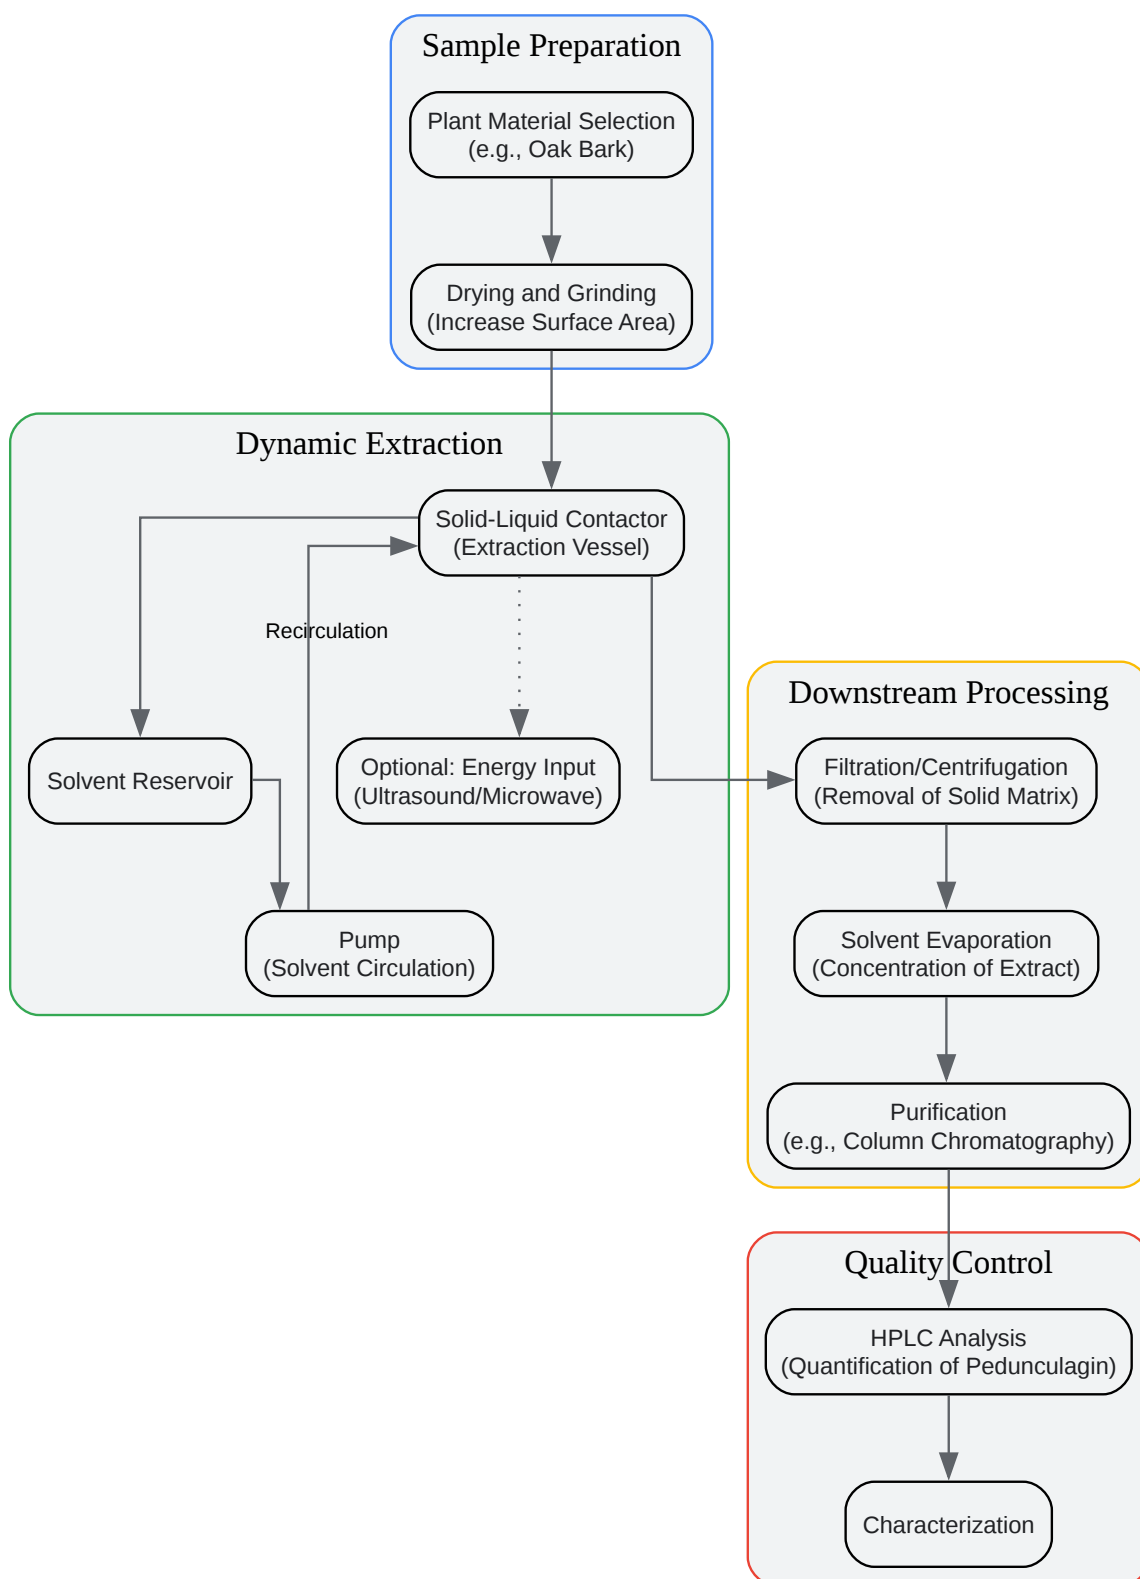 Sample Preparation
Plant Material Selection
(e.g., Oak Bark)
Drying and Grinding
(Increase Surface Area)
Dynamic Extraction
Solid-Liquid Contactor
(Extraction Vessel)
Recirculation
Solvent Reservoir
Optional: Energy Input
(Ultrasound/Microwave)
Pump
(Solvent Circulation)
Downstream Processing
Filtration/Centrifugation
(Removal of Solid Matrix)
Solvent Evaporation
(Concentration of Extract)
Purification
(e.g., Column Chromatography)
Quality Control
HPLC Analysis
(Quantification of Pedunculagin)
Characterization